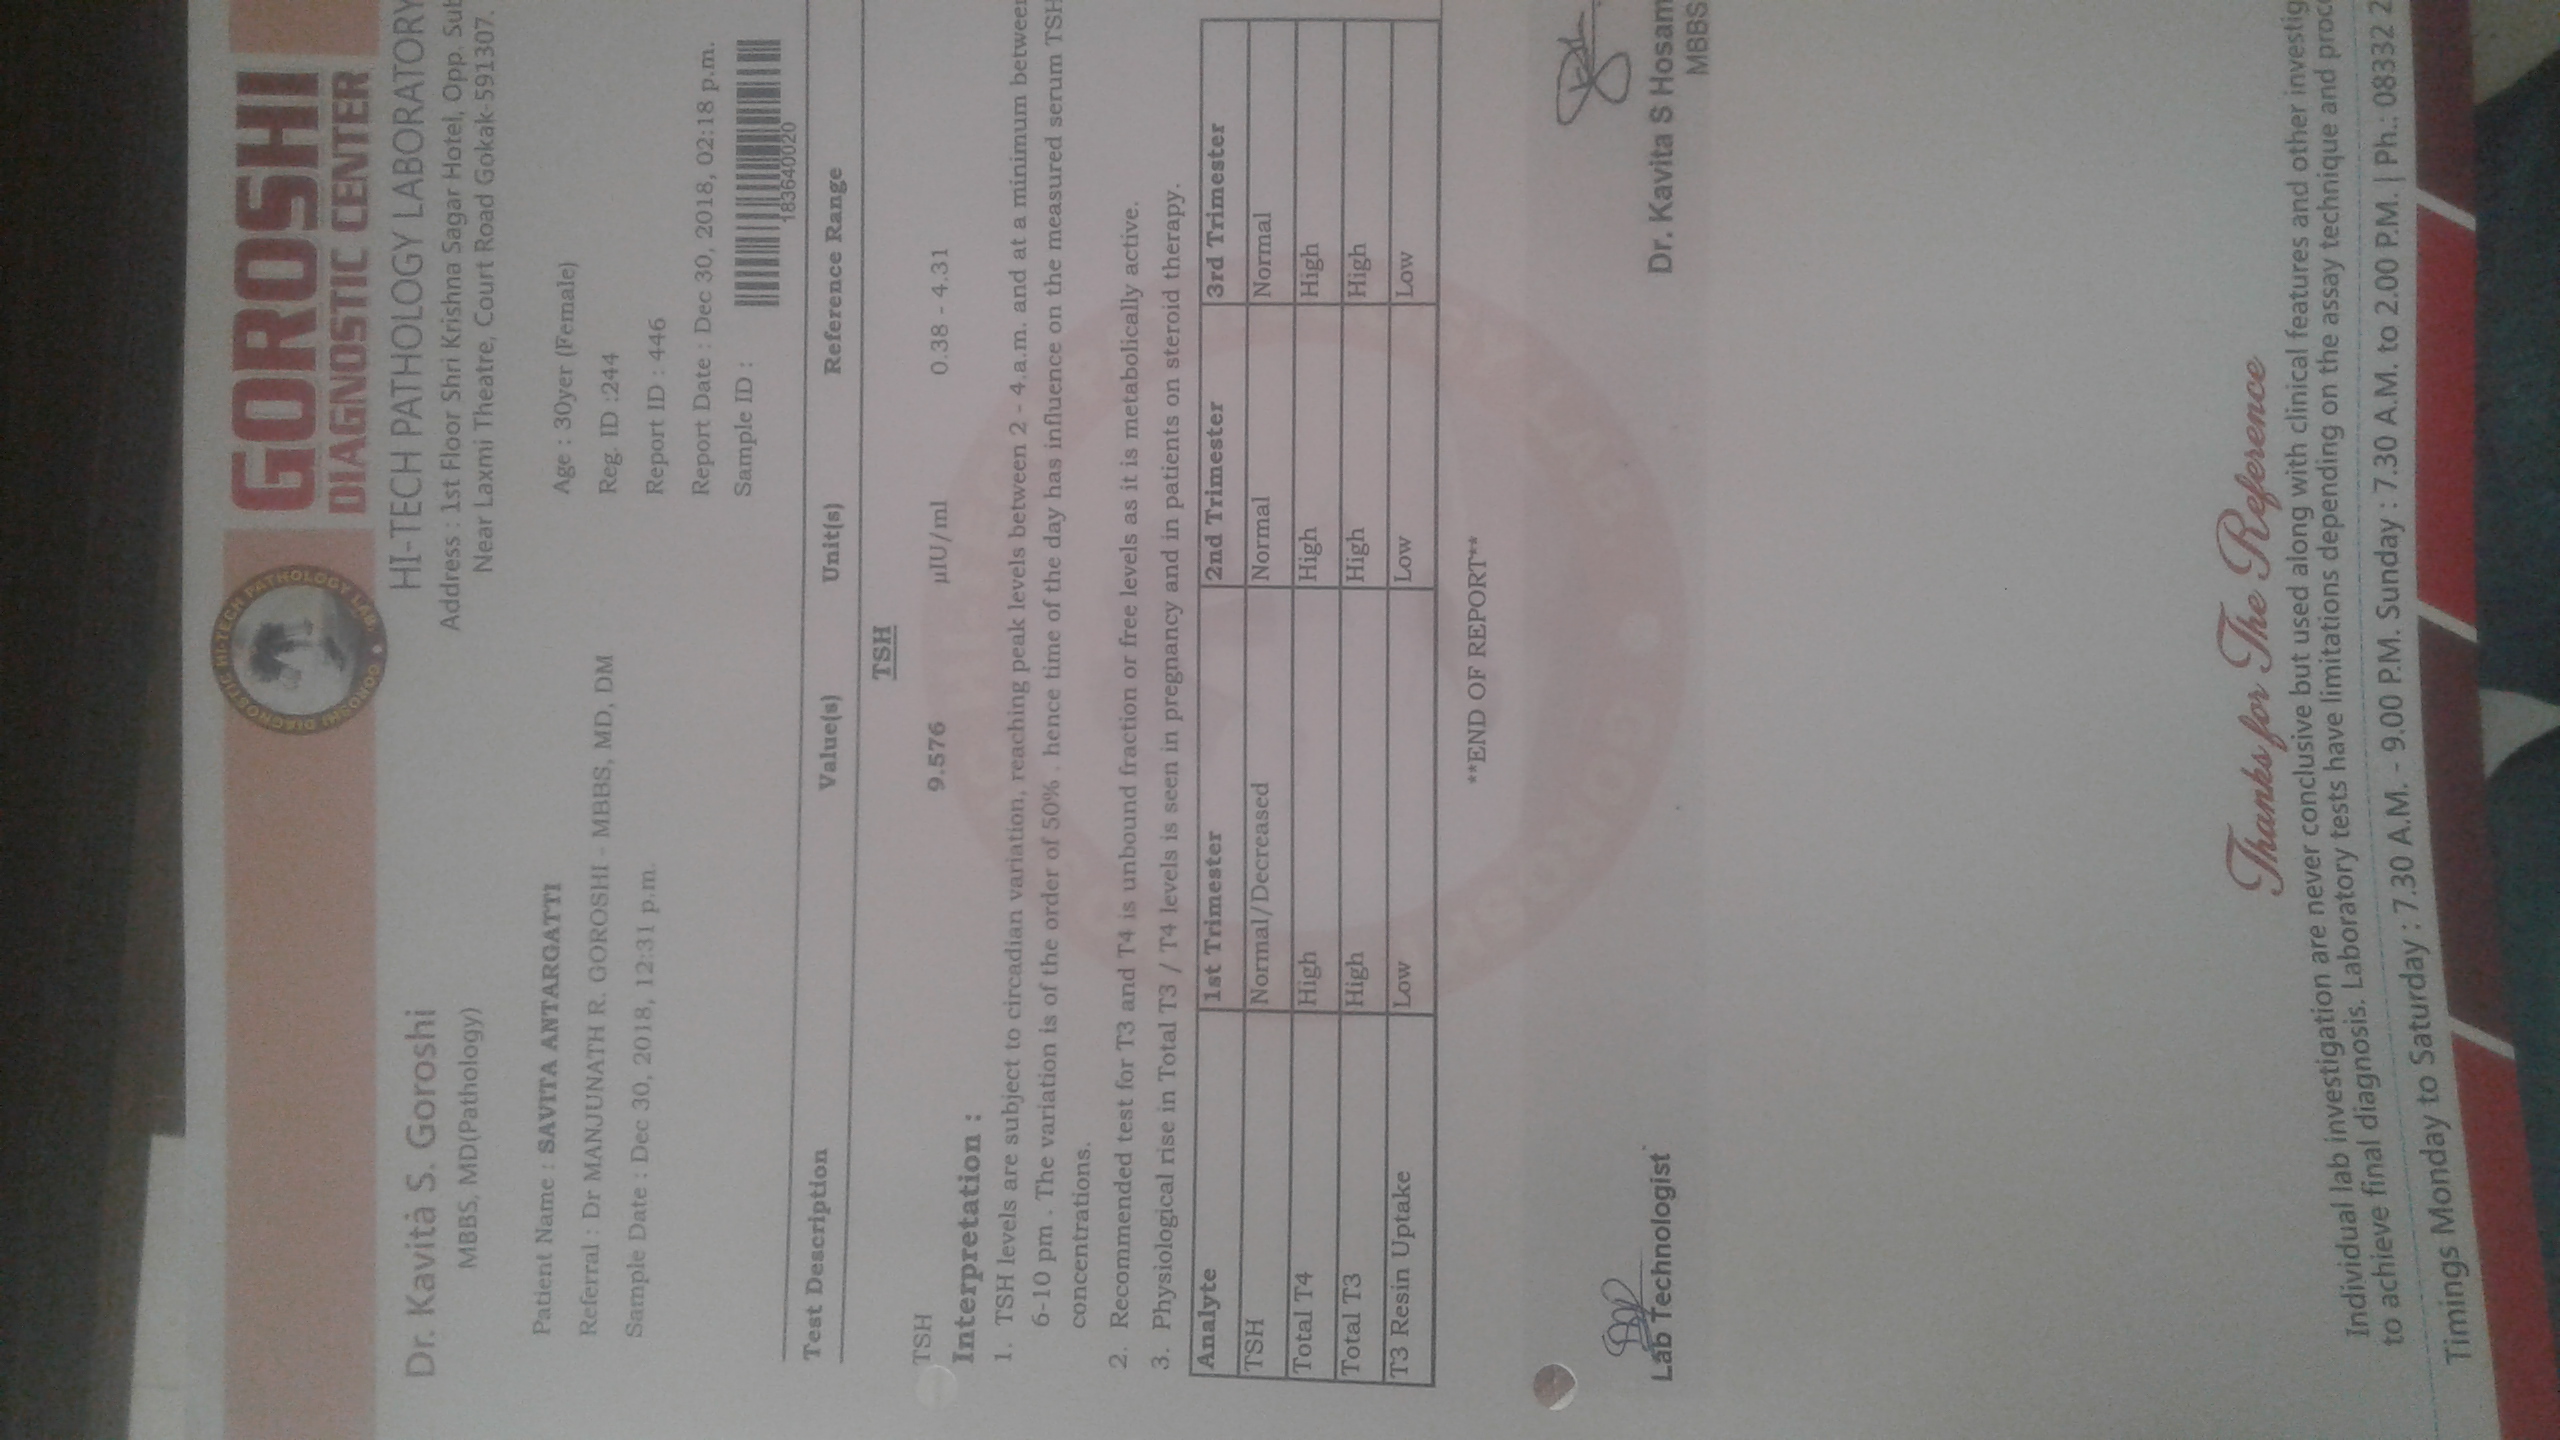 GOROSHI
DIAGNOSTIC CENTER
GOROSHI DIAGNOSTIC HI-TECH PATHOLOGY LAB
Dr. Kavita S. Goroshi
MBBS, MD(Pathology)
HI-TECH PATHOLOGY LABORATORY
Address : 1st Floor Shri Krishna Sagar Hotel, Opp.
Near Laxmi Theatre, Court Road Gokak-591307.
Patient Name : SAVITA ANTARGATTI
Age : 30yer (Female)
Referral : Dr MANJUNATH R. GOROSHI - MBBS, MD, DM
Reg. ID :244
Sample Date : Dec 30, 2018, 12:31 p.m.
Report ID : 446
Report Date : Dec 30, 2018, 02:18 p.m.
Sample ID :
183640020
Test Description Value(s) Unit(s) Reference Range
TSH
TSH 9.576 µIU/ml 0.38 - 4.31
Interpretation :
1. TSH levels are subject to circadian variation, reaching peak levels between 2 - 4.a.m. and at a minimum between
6-10 pm . The variation is of the order of 50% . hence time of the day has influence on the measured serum TSH
concentrations.
2. Recommended test for T3 and T4 is unbound fraction or free levels as it is metabolically active.
3. Physiological rise in Total T3 / T4 levels is seen in pregnancy and in patients on steroid therapy.
Analyte 1st Trimester 2nd Trimester 3rd Trimester
TSH Normal/Decreased Normal Normal
Total T4 High High High
Total T3 High High High
T3 Resin Uptake Low Low Low
**END OF REPORT**
Lab Technologist
Dr. Kavita S Hosam
MBBS
Thanks for The Reference
Individual lab investigation are never conclusive but used along with clinical features and other investig
to achieve final diagnosis. Laboratory tests have limitations depending on the assay technique and proc
Timings Monday to Saturday : 7.30 A.M. - 9.00 P.M. Sunday : 7.30 A.M. to 2.00 P.M. | Ph.: 08332 2